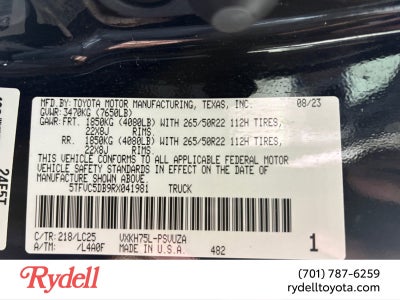 MFD.BY:TOYOTA MOTOR MANUFACTURING, TEXAS, INC. 08/23
GVWR:3470KG (7650LB)
GAWR:FRT. 1850KG (4080LB) WITH 265/50R22 112H TIRES,
22X8J RIMS,
RR. 1850KG (4080LB) WITH 265/50R22 112H TIRES,
22X8J RIMS.
THIS VEHICLE CONFORMS TO ALL APPLICABLE FEDERAL MOTOR
VEHICLE SAFETY STANDARDS IN EFFECT ON THE DATE OF
MANUFACTURE SHOWN ABOVE.
5TFVC5DB9RX041981 TRUCK
C/TR:218/LC25 VXKH75L-PSVUZA
A/TM: /L4A0F MADE IN U.S.A. 482 1
24E5T
Rydell
(701) 787-6259
rydelltoyota.com